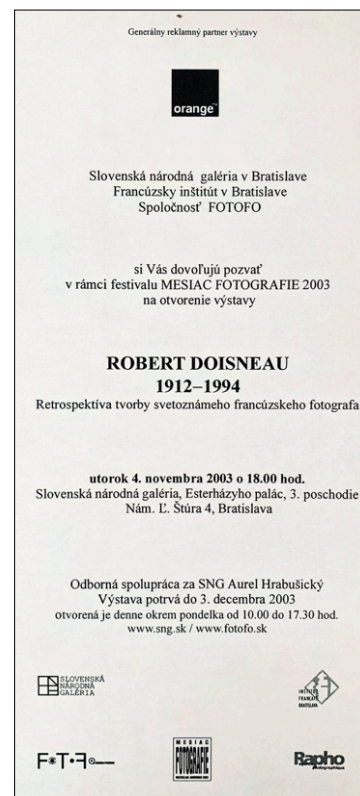 Generálny reklamný partner výstavy
orange™
Slovenská národná galéria v Bratislave
Francúzsky inštitút v Bratislave
Spoločnosť FOTOFO
si Vás dovoľujú pozvať
v rámci festivalu MESIAC FOTOGRAFIE 2003
na otvorenie výstavy
ROBERT DOISNEAU
1912–1994
Retrospektíva tvorby svetoznámeho francúzskeho fotografa
utorok 4. novembra 2003 o 18.00 hod.
Slovenská národná galéria, Esterházyho palác, 3. poschodie
Nám. Ľ. Štúra 4, Bratislava
Odborná spolupráca za SNG Aurel Hrabušický
Výstava potrvá do 3. decembra 2003
otvorená je denne okrem pondelka od 10.00 do 17.30 hod.
www.sng.sk / www.fotofo.sk
SLOVENSKÁ
NÁRODNÁ
GALÉRIA
INSTITUT
FRANÇAIS
BRATISLAVA
F●T●F
MESIAC
FOTOGRAFIE
Rapho